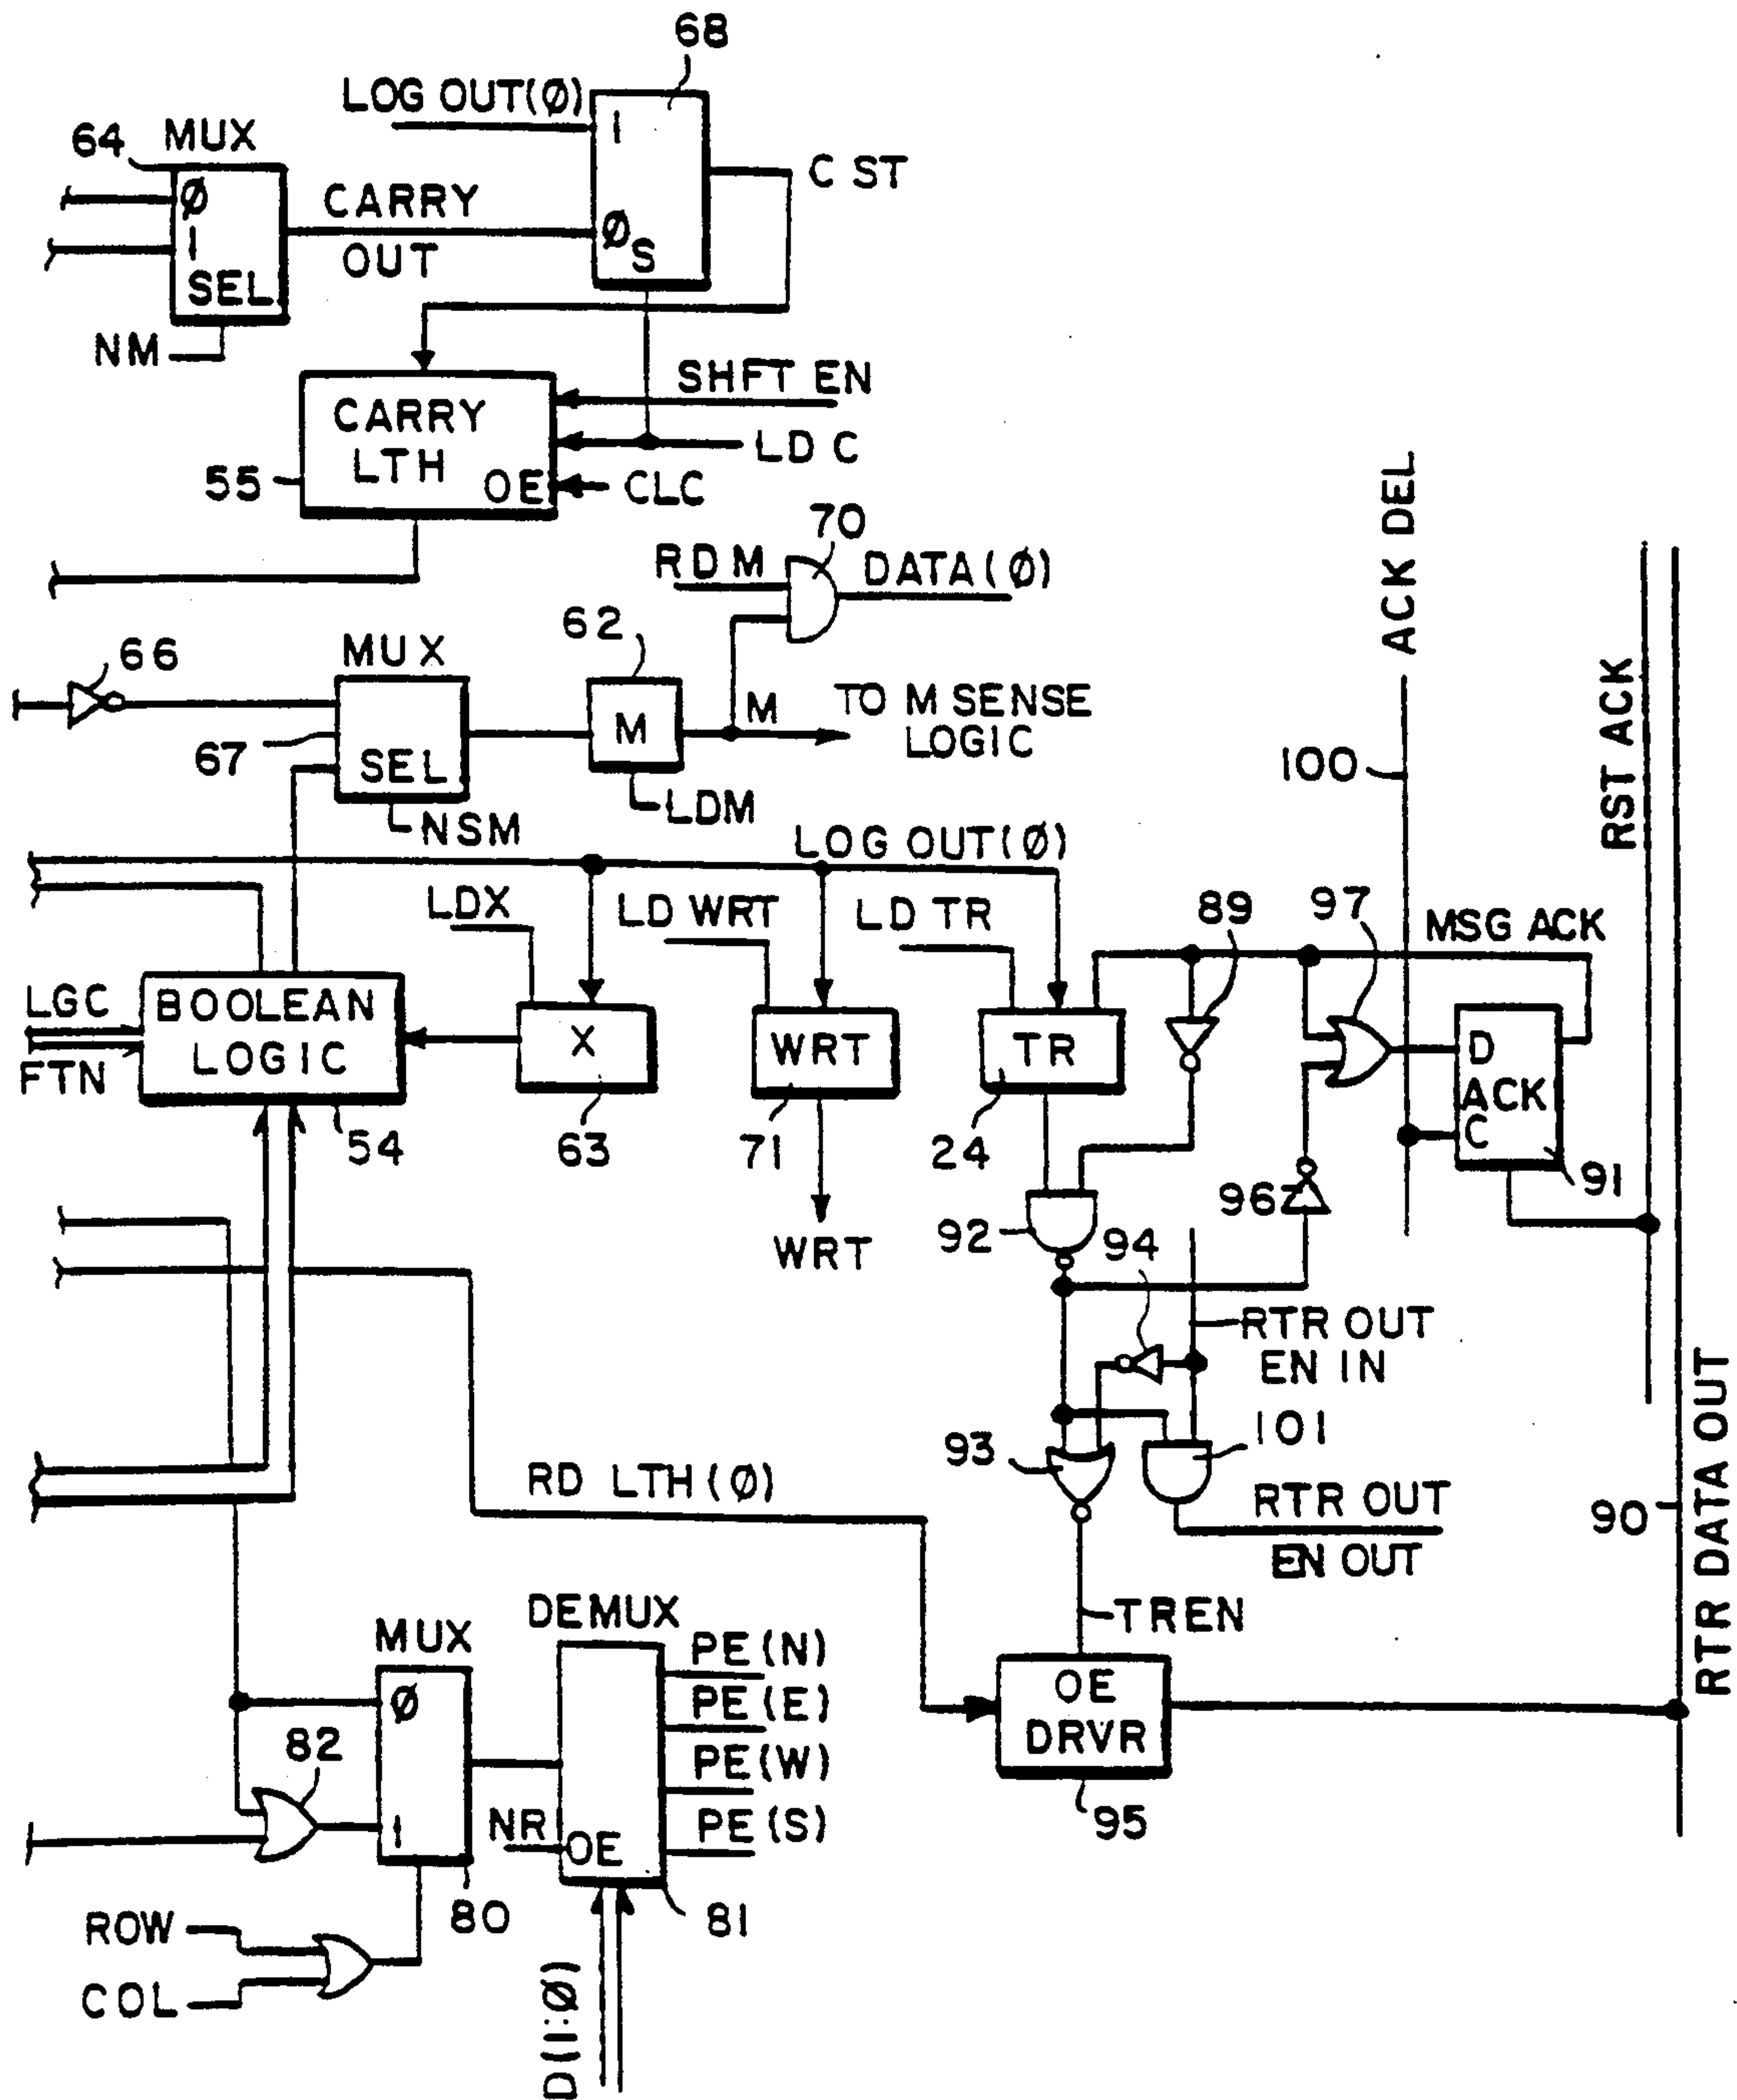 68
LOG OUT(Ø)
1
64
MUX
C ST
Ø
1
SEL
CARRY
OUT
Ø
S
NM
SHFT EN
CARRY
LTH
LD C
55
OE
CLC
70
RDM
DATA(Ø)
ACK DEL
62
66
MUX
M
M
TO M SENSE
LOGIC
RST ACK
67
SEL
100
LDM
NSM
LOG OUT(Ø)
LDX
LD WRT
LD TR
89
97
MSG ACK
LGC
FTN
BOOLEAN
LOGIC
X
WRT
TR
D
ACK
C
54
63
71
24
96
91
WRT
92
94
RTR OUT
EN IN
93
101
RD LTH(Ø)
RTR OUT
EN OUT
90
RTR DATA OUT
TREN
DEMUX
MUX
PE(N)
PE(E)
PE(W)
PE(S)
Ø
82
1
NR
OE
OE
DRVR
95
80
81
ROW
COL
D(1:Ø)